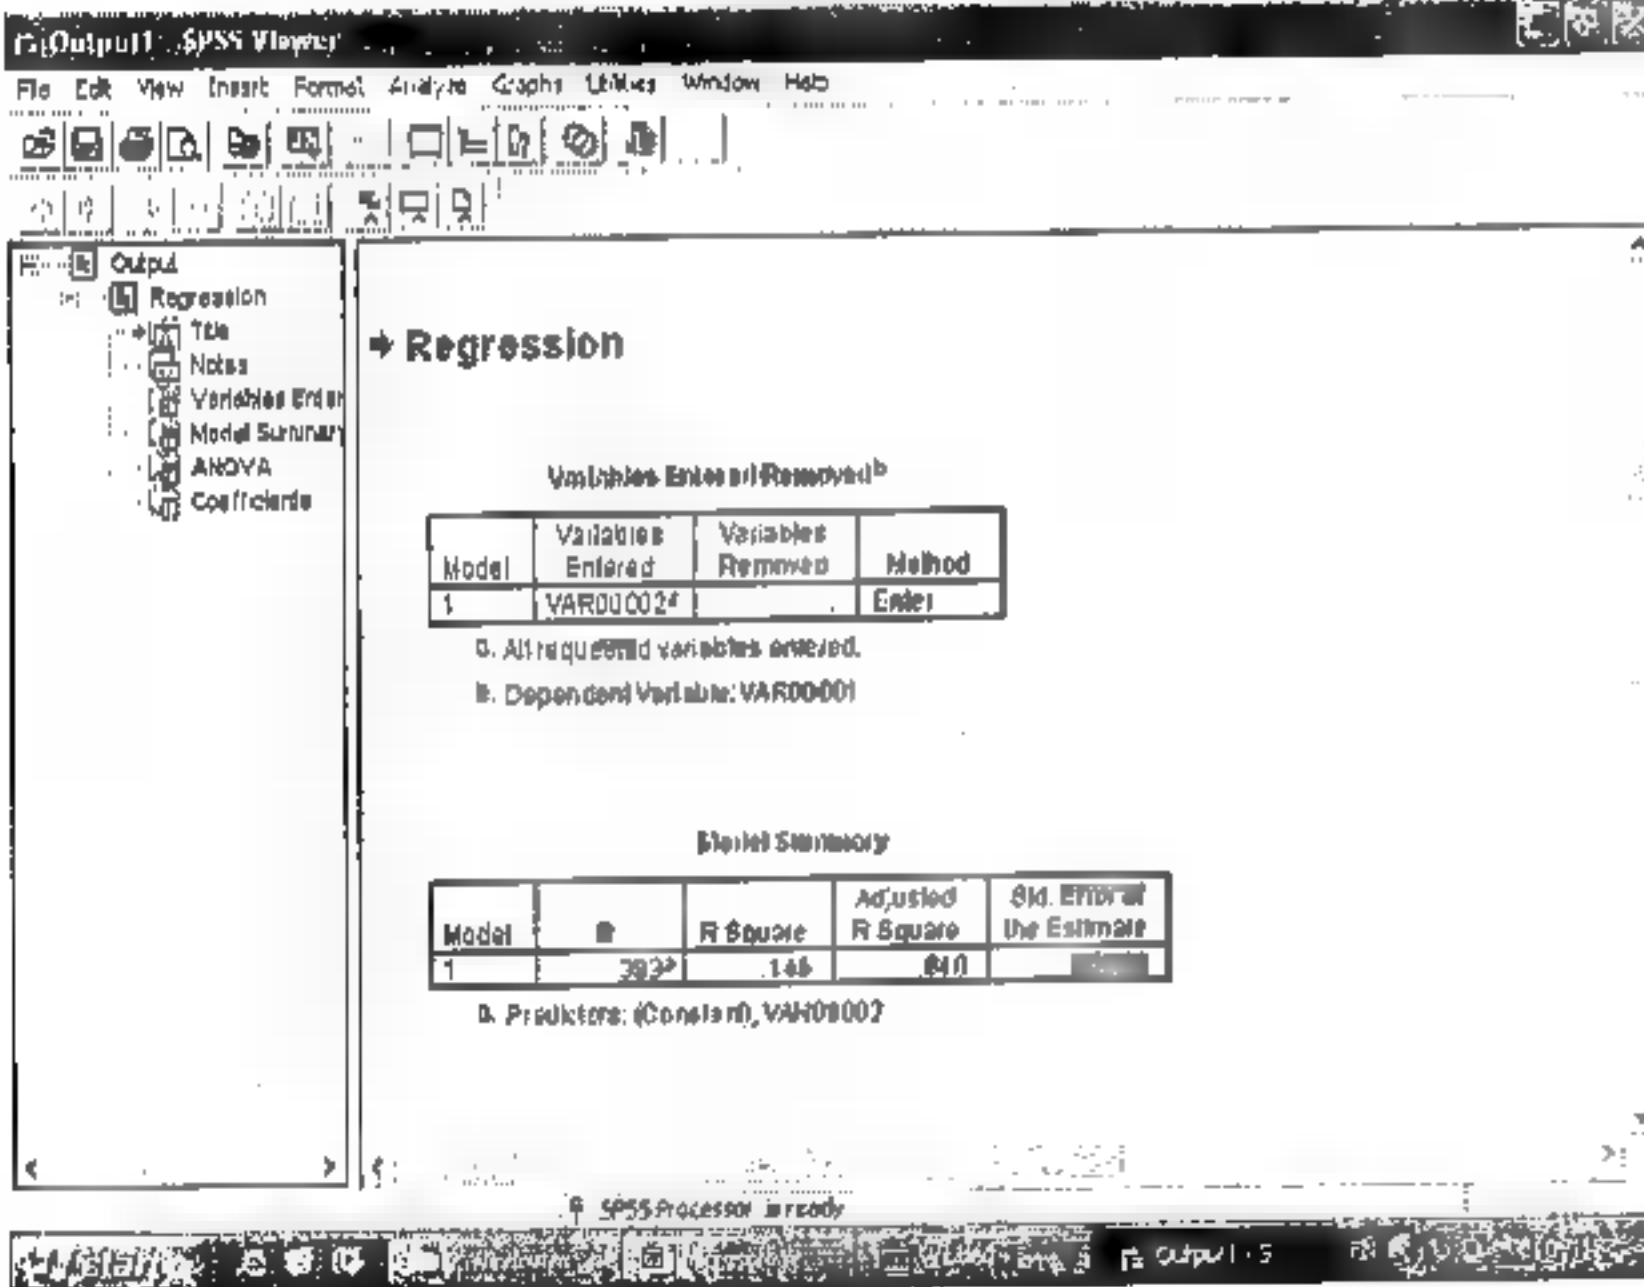 Output1 - SPSS Viewer
File Edit View Insert Format Analyze Graphs Utilities Window Help
Output
Regression
Title
Notes
Variables Enter
Model Summary
ANOVA
Coefficients
Regression
Variables Entered/Removed b
Model Variables Entered Variables Removed Method
1 VAR00002 a . Enter
a. All requested variables entered.
b. Dependent Variable: VAR00001
Model Summary
Model R R Square Adjusted R Square Std. Error of the Estimate
1
a. Predictors: (Constant), VAR00002
SPSS Processor is ready
start
Output1 - S